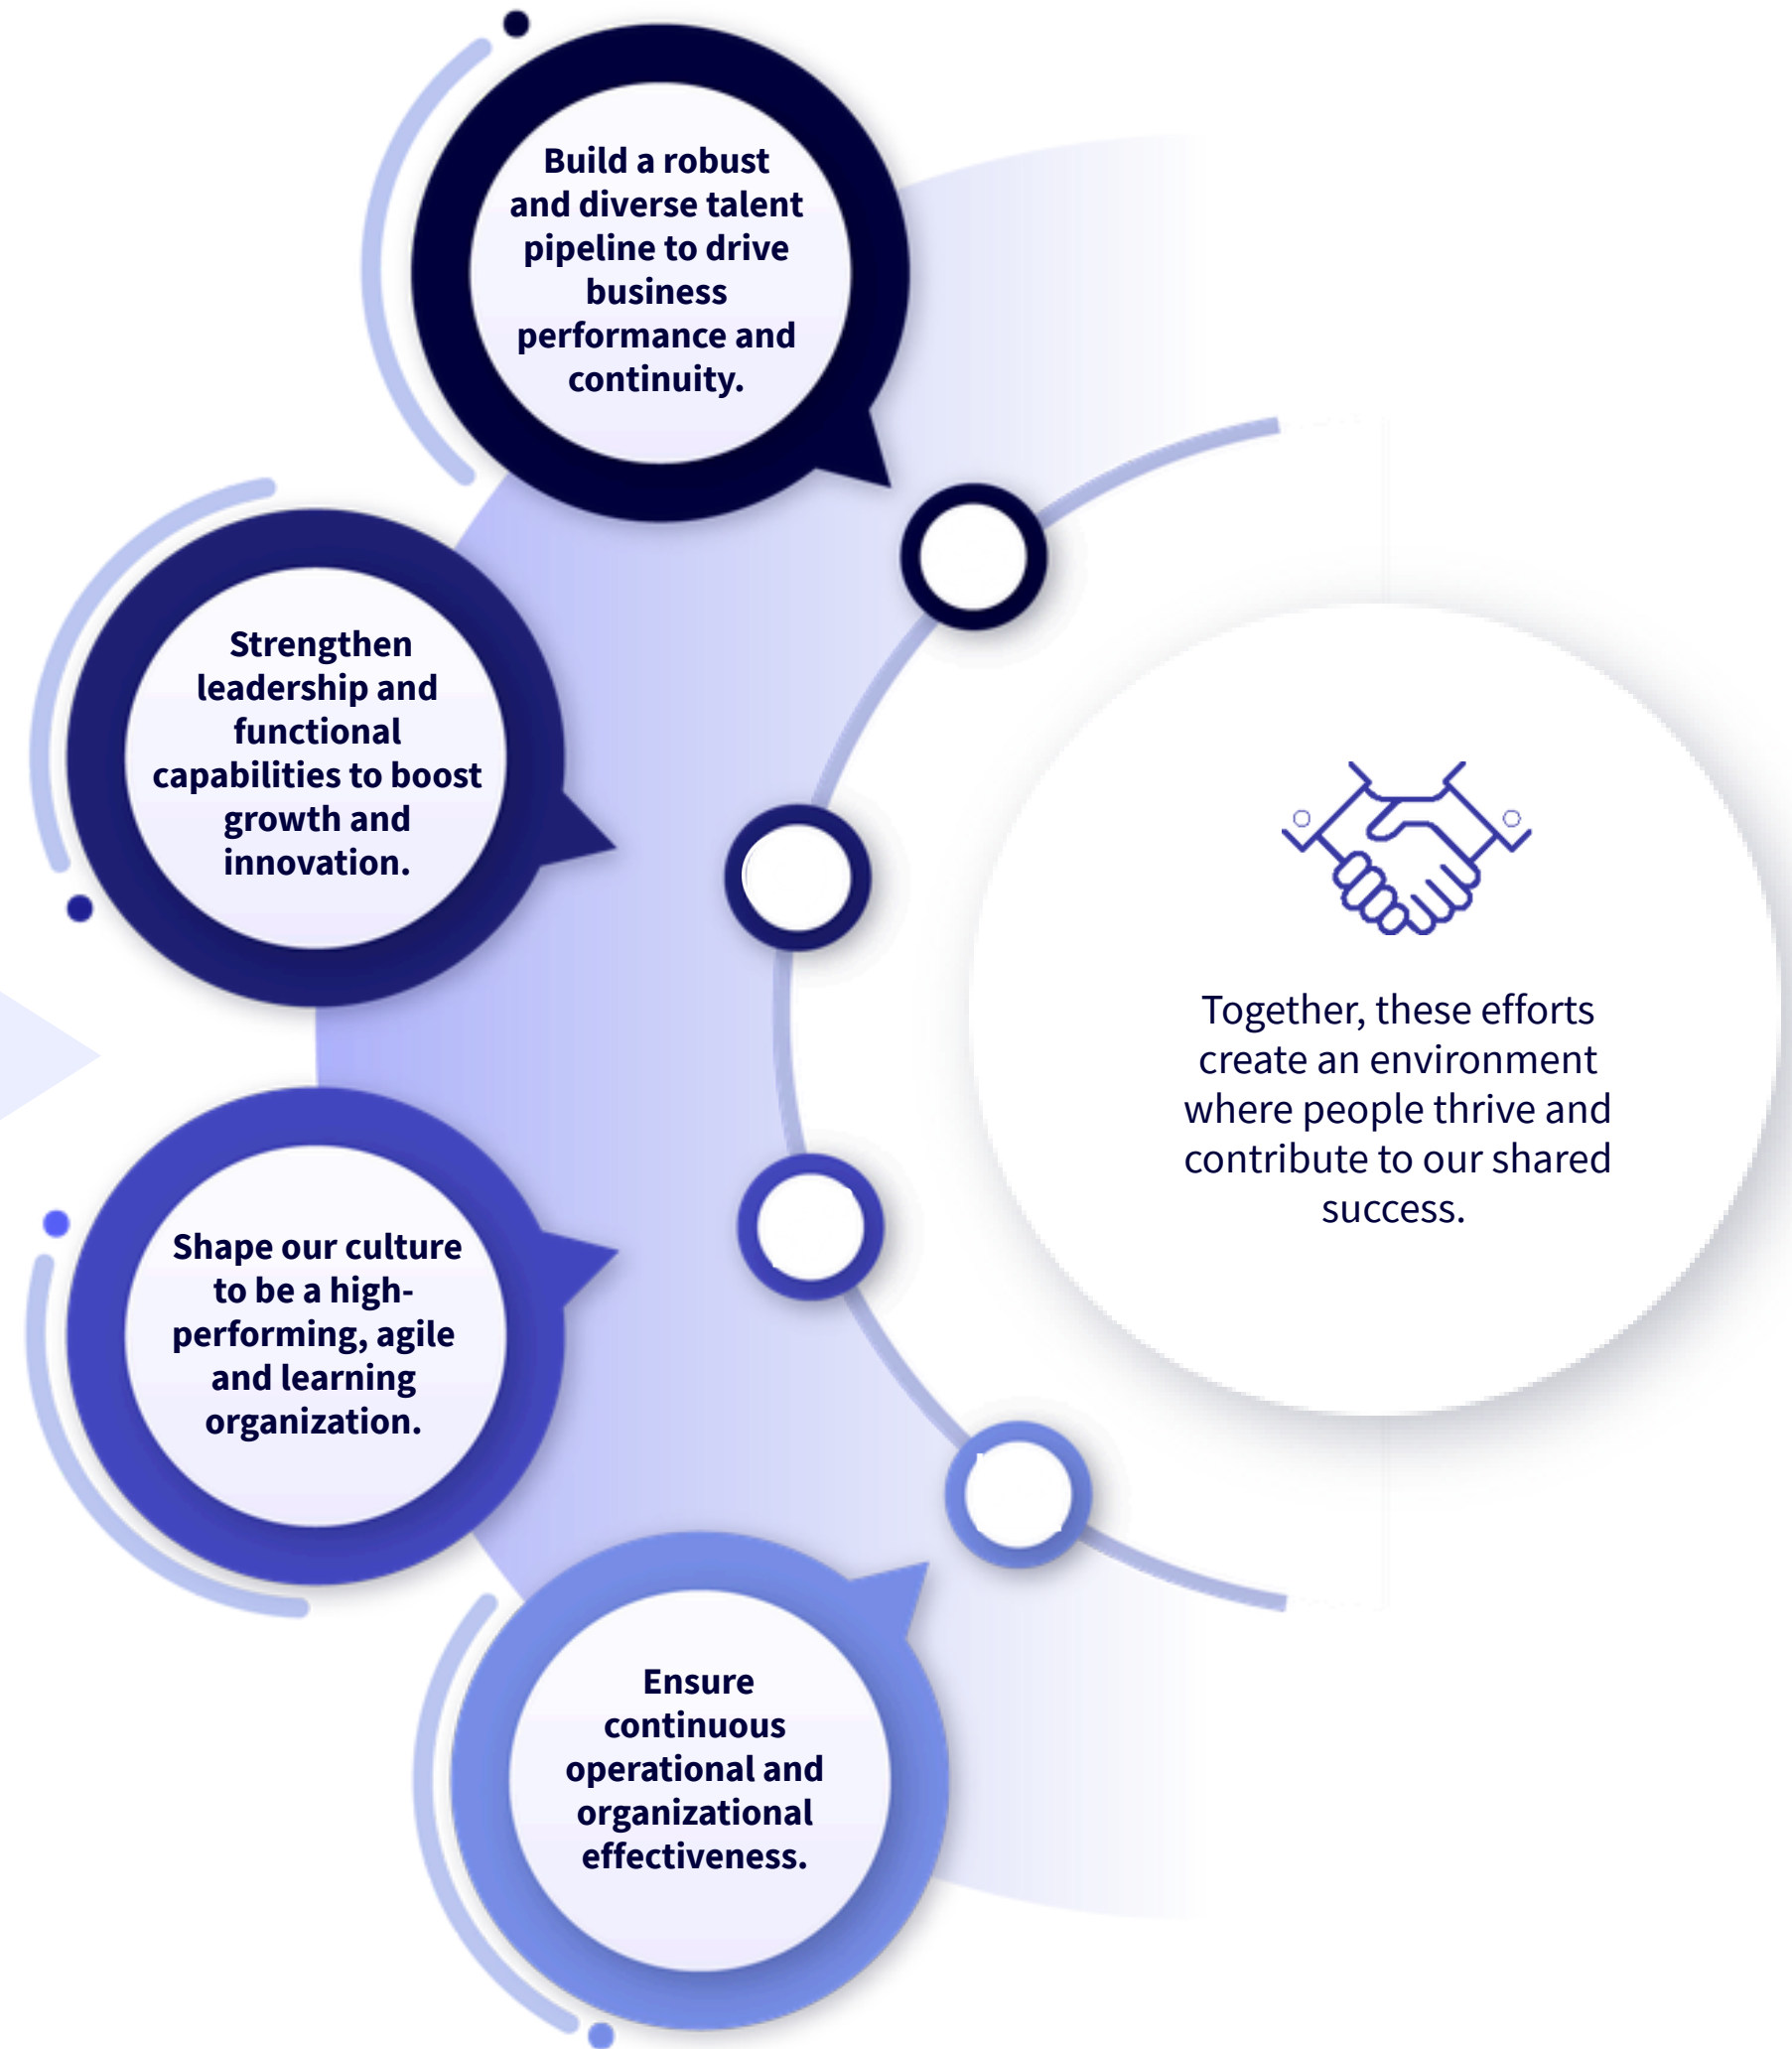 Build a robust
and diverse talent
pipeline to drive
business
performance and
continuity.
Strengthen
leadership and
functional
capabilities to boost
growth and
innovation.
Shape our culture
to be a high-
performing, agile
and learning
organization.
Ensure
continuous
operational and
organizational
effectiveness.
Together, these efforts
create an environment
where people thrive and
contribute to our shared
success.